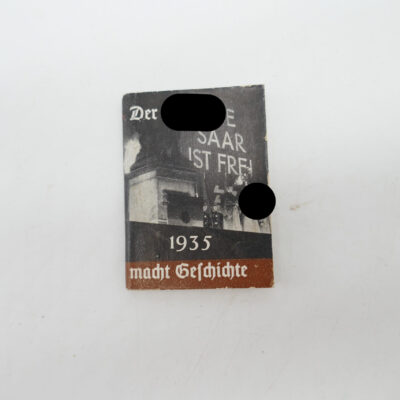 Der
SAAR
IST FREI
1935
macht Geschichte